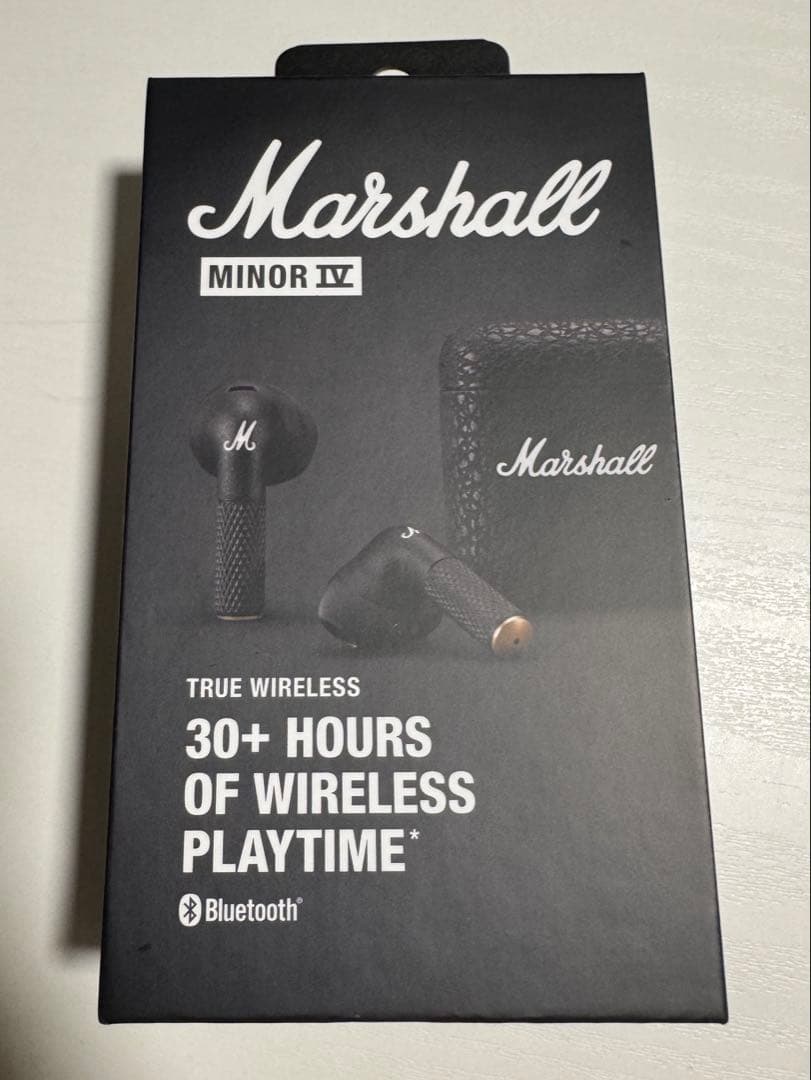 Marshall
MINOR IV
M
Marshall
TRUE WIRELESS
30+ HOURS
OF WIRELESS
PLAYTIME*
Bluetooth®